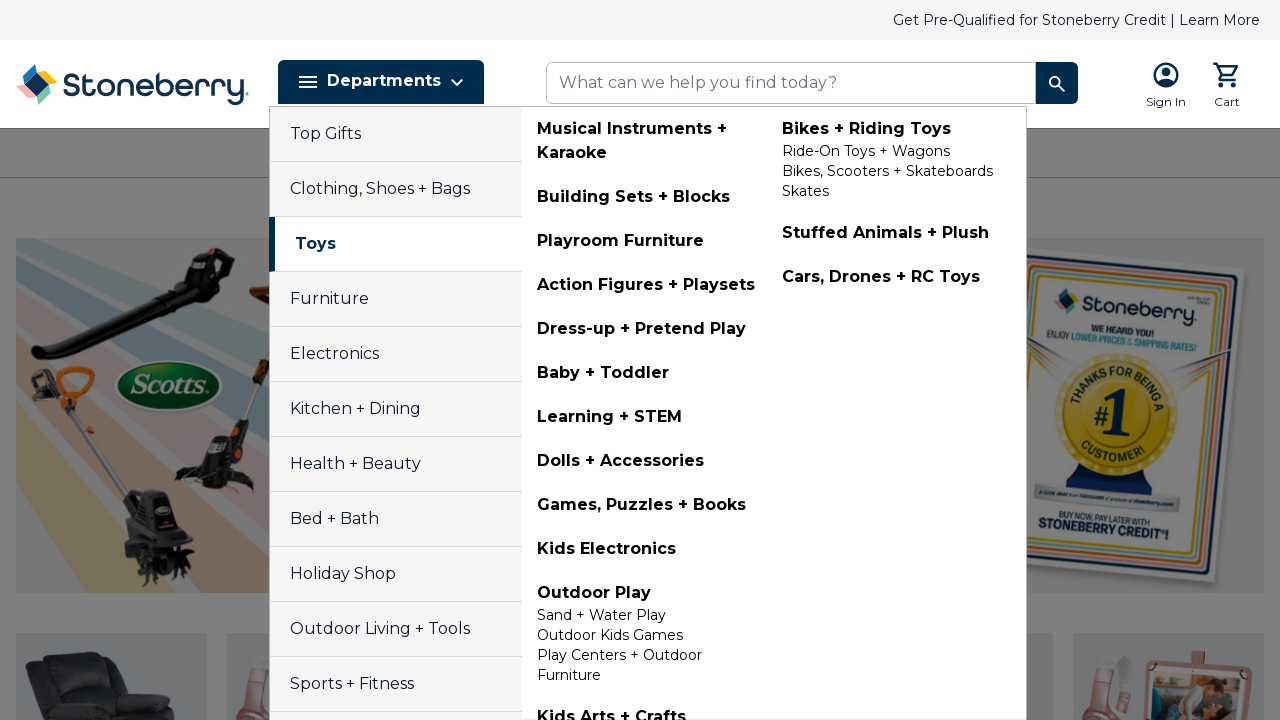 Get Pre-Qualified for Stoneberry Credit | Learn More
Stoneberry
Departments
What can we help you find today?
Sign In
Cart
Top Gifts
Clothing, Shoes + Bags
Toys
Furniture
Electronics
Kitchen + Dining
Health + Beauty
Bed + Bath
Holiday Shop
Outdoor Living + Tools
Sports + Fitness
Musical Instruments +
Karaoke
Building Sets + Blocks
Playroom Furniture
Action Figures + Playsets
Dress-up + Pretend Play
Baby + Toddler
Learning + STEM
Dolls + Accessories
Games, Puzzles + Books
Kids Electronics
Outdoor Play
Sand + Water Play
Outdoor Kids Games
Play Centers + Outdoor
Furniture
Kids Arts + Crafts
Bikes + Riding Toys
Ride-On Toys + Wagons
Bikes, Scooters + Skateboards
Skates
Stuffed Animals + Plush
Cars, Drones + RC Toys
Scotts
Stoneberry
WE HEARD YOU!
ENJOY LOWER PRICES & SHIPPING RATES!
THANKS FOR BEING A
#1
CUSTOMER!
BUY NOW, PAY LATER WITH
STONEBERRY CREDIT®!